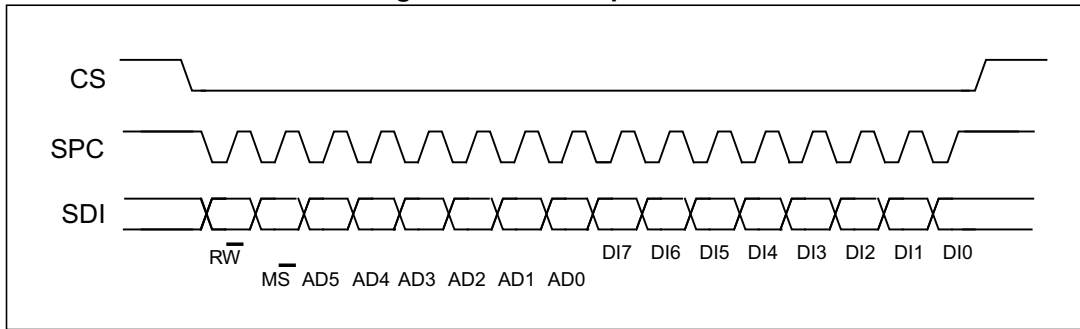 CS
SPC
SDI
RW̅
DI7 DI6 DI5 DI4 DI3 DI2 DI1 DI0
MS̅ AD5 AD4 AD3 AD2 AD1 AD0